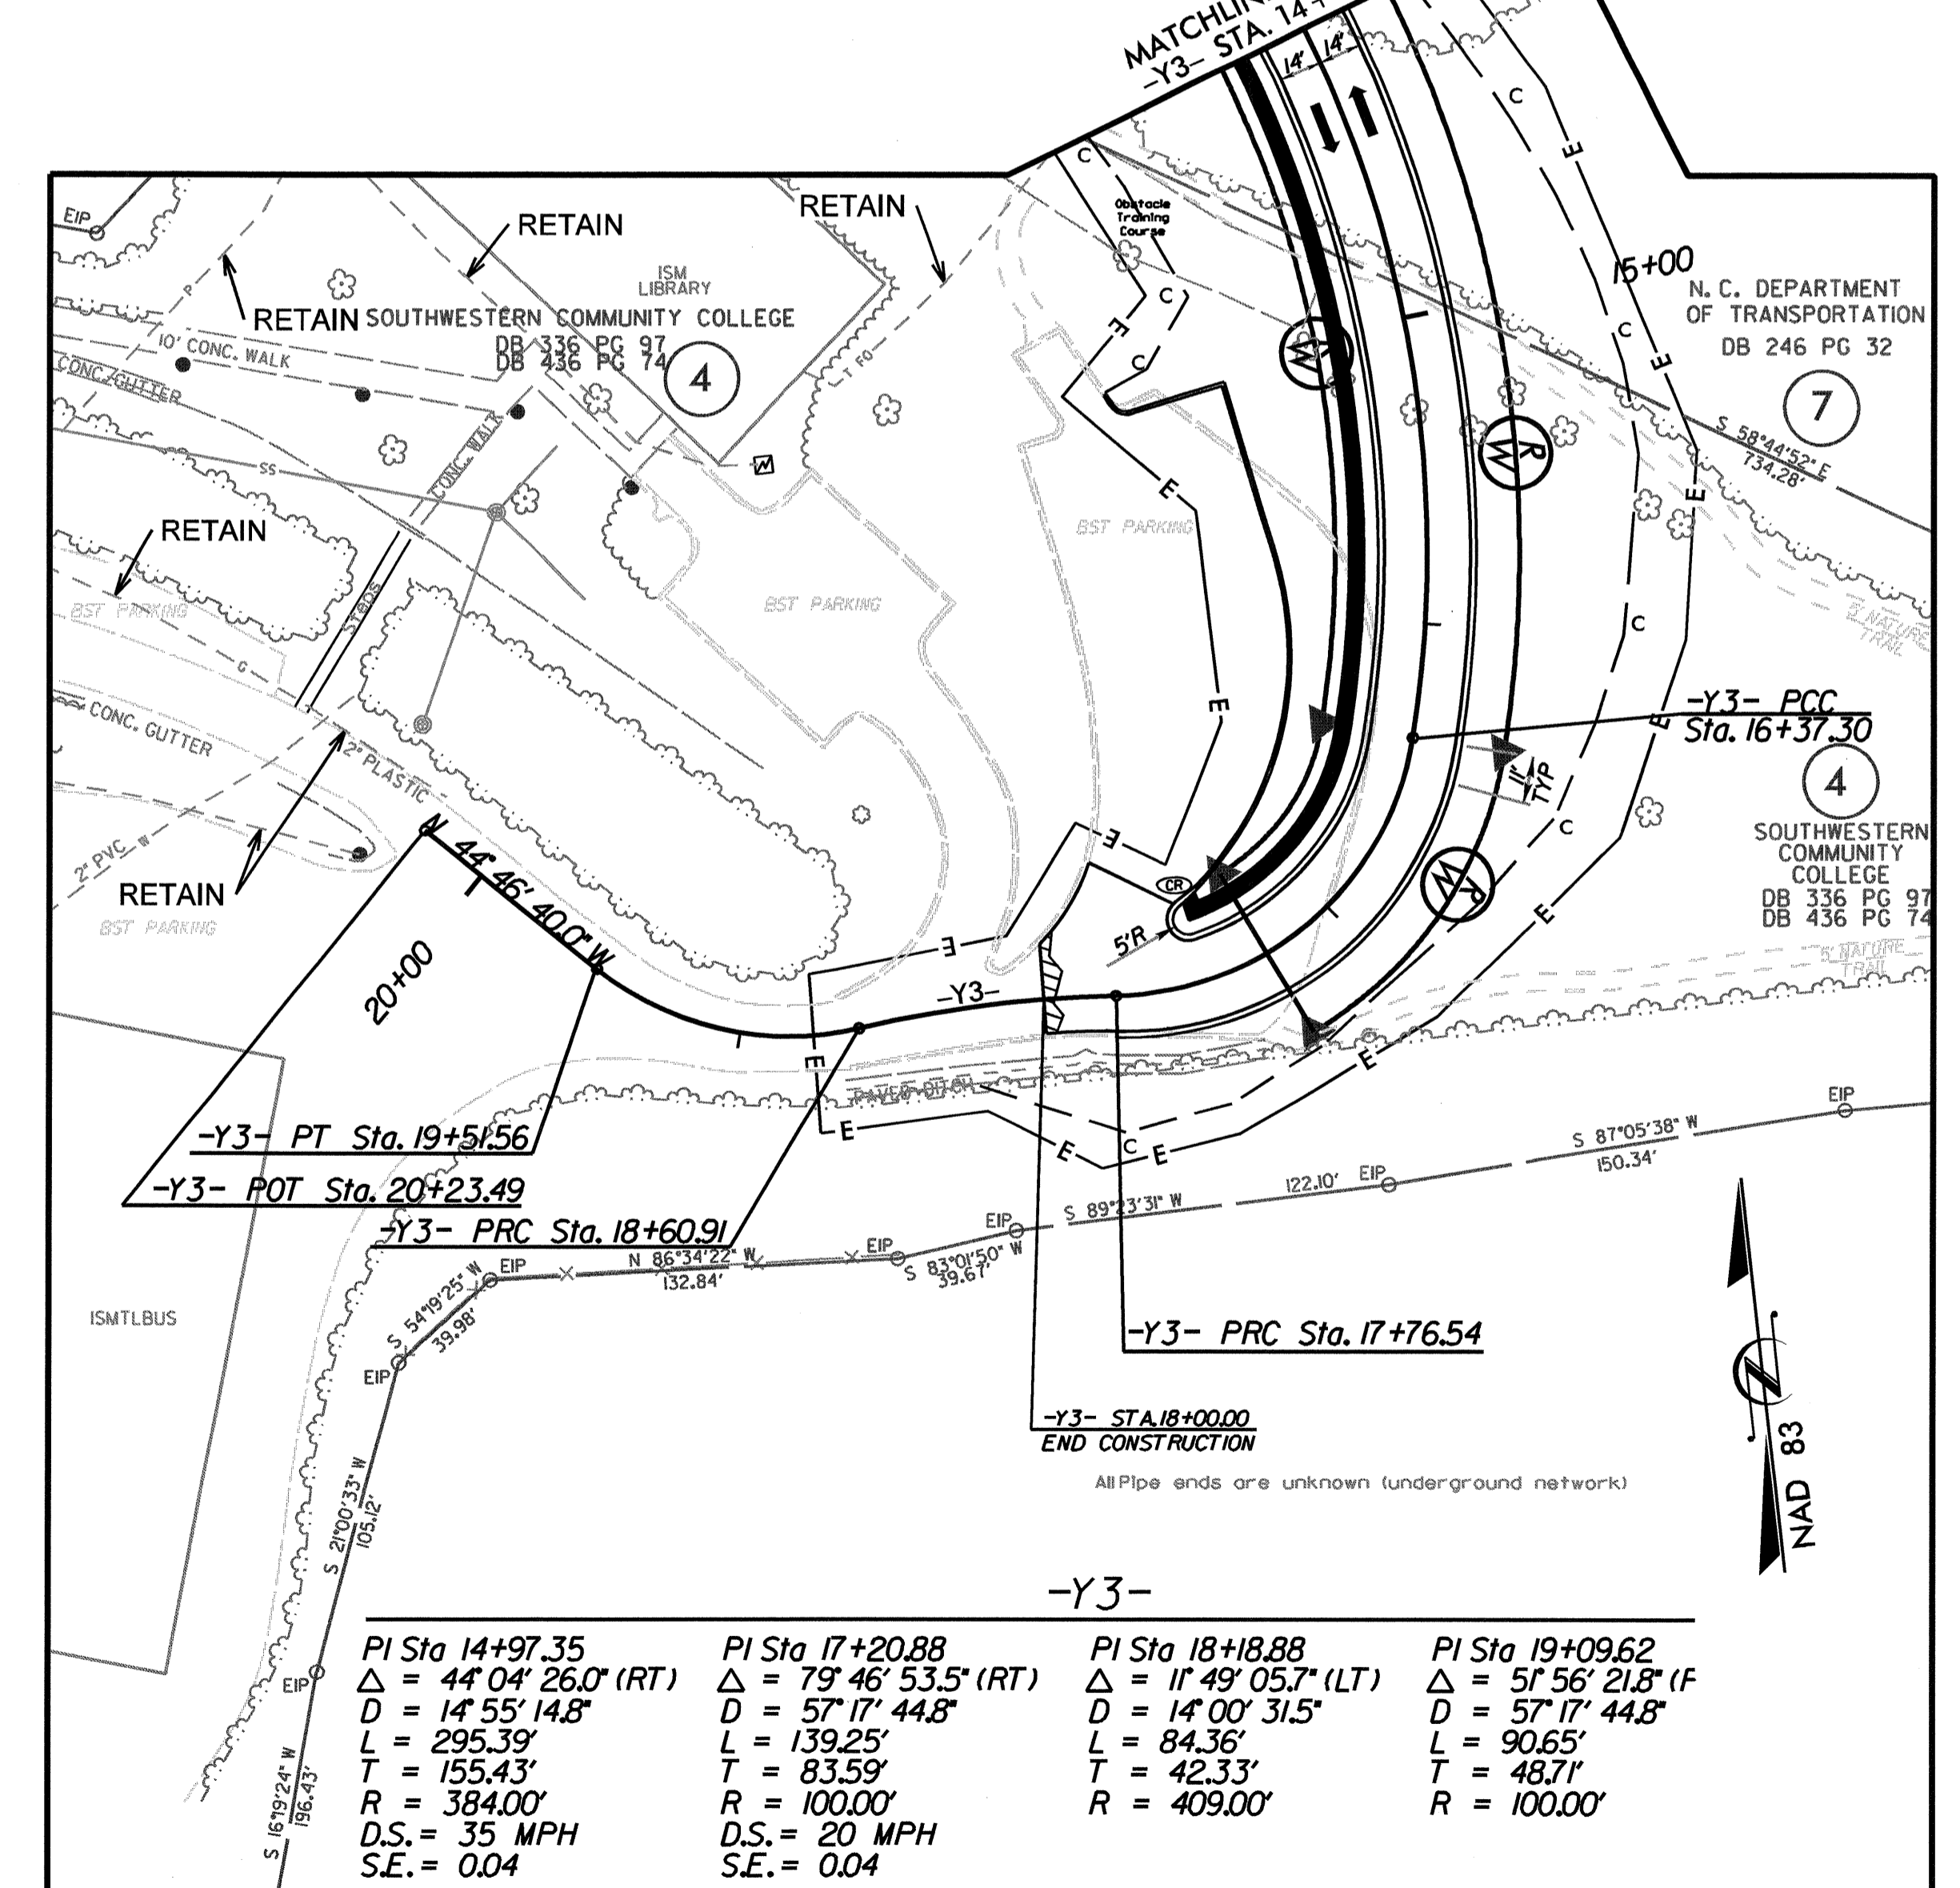 MATCHLIN
-Y3- STA. 14+
14'
14'
C
E
EIP
RETAIN
RETAIN
RETAIN
C
Obstacle
Training
Course
ISM
LIBRARY
SOUTHWESTERN COMMUNITY COLLEGE
DB 336 PG 97
DB 436 PG 74
4
P
10' CONC. WALK
CONC. GUTTER
CONC. WALK
T FO
C
E
C
R
W
R
W
15+00
N. C. DEPARTMENT
OF TRANSPORTATION
DB 246 PG 32
7
C
E
S 58°44'52" E
734.28'
SS
E
E
BST PARKING
RETAIN
BST PARKING
BST PARKING
Steps
C
5' NATURE
TRAIL
G
CONC. GUTTER
2" PLASTIC
E
-Y3- PCC
Sta. 16+37.30
E
11'
TYP
4
SOUTHWESTERN
COMMUNITY
COLLEGE
DB 336 PG 97
DB 436 PG 74
C
N 44° 46' 40.0" W
2" PVC
W
RETAIN
BST PARKING
E
CR
R
W
5'R
E
E
5' NATURE
TRAIL
20+00
-Y3-
E
E
PAVED DITCH
E
E
C
E
EIP
-Y3- PT Sta. 19+51.56
-Y3- POT Sta. 20+23.49
-Y3- PRC Sta. 18+60.91
S 87°05'38" W
150.34'
EIP
122.10'
S 89°23'31" W
EIP
S 83°01'50" W
39.67'
EIP
N 86°34'22" W
132.84'
EIP
S 54°19'25" W
39.98'
EIP
ISMTLBUS
-Y3- PRC Sta. 17+76.54
-Y3- STA.18+00.00
END CONSTRUCTION
All Pipe ends are unknown (underground network)
NAD 83
S 21°00'33" W
105.12'
EIP
S 16°19'24" W
196.43'
-Y3-
PI Sta 14+97.35
Δ = 44° 04' 26.0" (RT)
D = 14° 55' 14.8"
L = 295.39'
T = 155.43'
R = 384.00'
D.S. = 35 MPH
S.E. = 0.04
PI Sta 17+20.88
Δ = 79° 46' 53.5" (RT)
D = 57° 17' 44.8"
L = 139.25'
T = 83.59'
R = 100.00'
D.S. = 20 MPH
S.E. = 0.04
PI Sta 18+18.88
Δ = 11° 49' 05.7" (LT)
D = 14° 00' 31.5"
L = 84.36'
T = 42.33'
R = 409.00'
PI Sta 19+09.62
Δ = 51° 56' 21.8" (
D = 57° 17' 44.8"
L = 90.65'
T = 48.71'
R = 100.00'